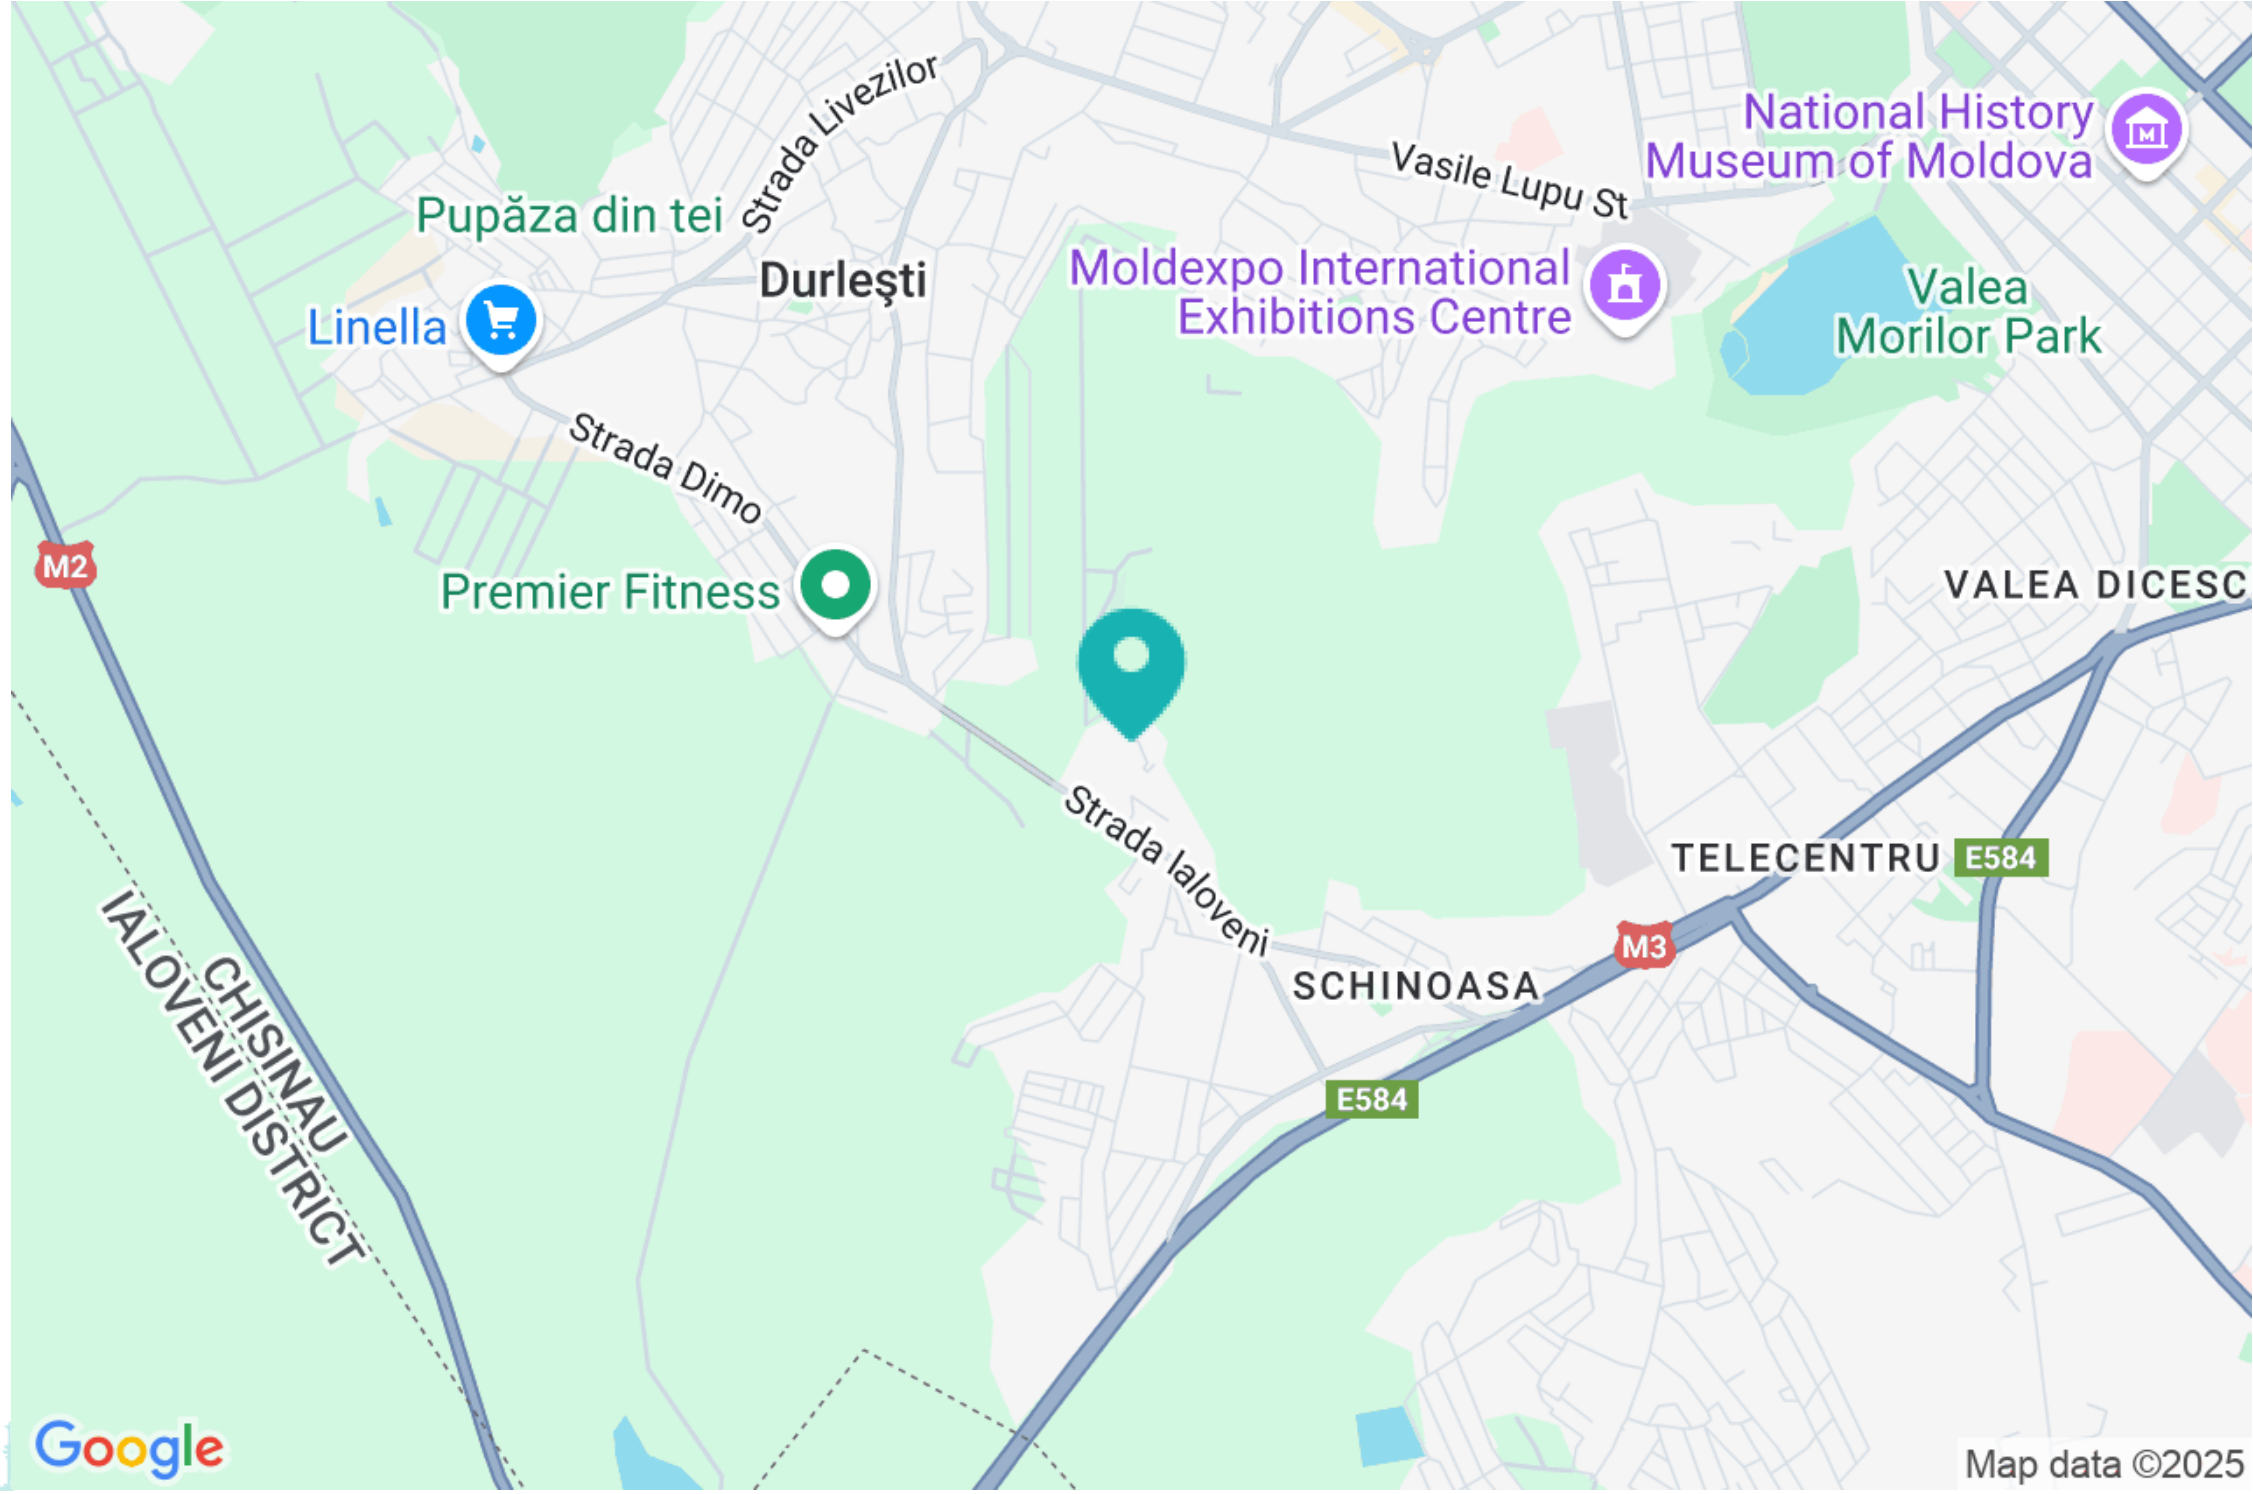 Strada Livezilor
National History
Museum of Moldova
Vasile Lupu St
Pupăza din tei
Durleşti
Moldexpo International
Exhibitions Centre
Valea
Morilor Park
Linella
Strada Dimo
M2
Premier Fitness
VALEA DICESC
Strada Ialoveni
TELECENTRU
E584
M3
SCHINOASA
CHISINAU
IALOVENI DISTRICT
E584
Google
Map data ©2025